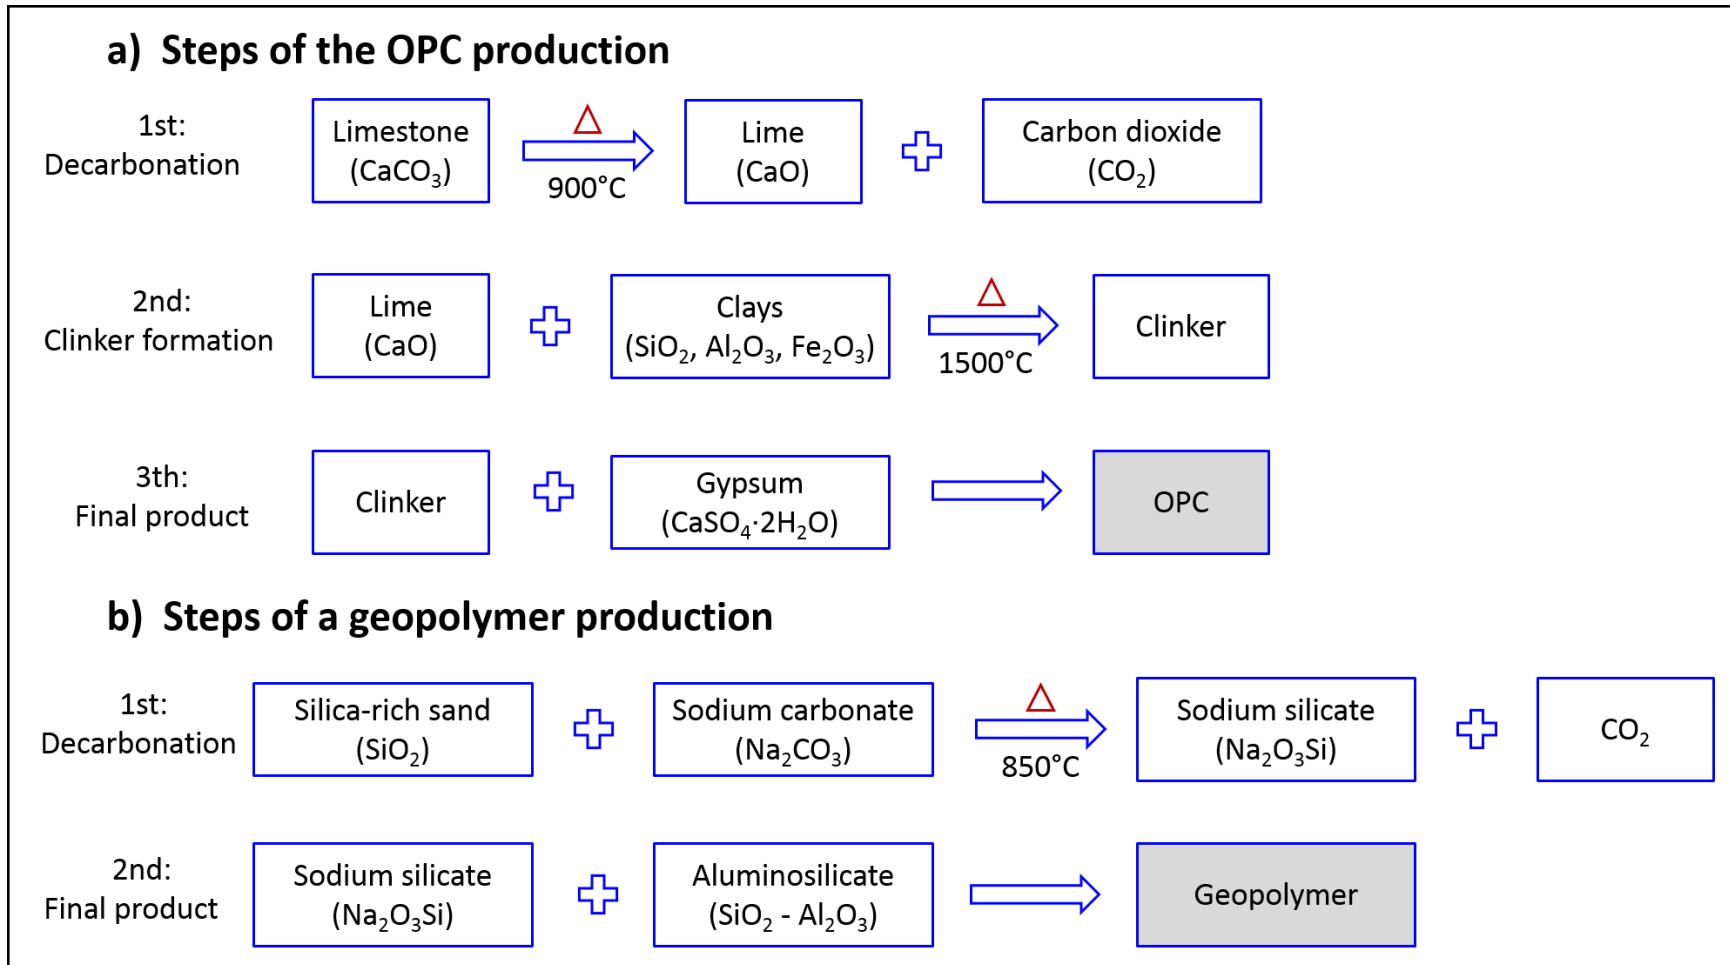 a) Steps of the OPC production
1st:
Decarbonation
Limestone
(CaCO₃)
900°C
Lime
(CaO)
Carbon dioxide
(CO₂)
2nd:
Clinker formation
Lime
(CaO)
Clays
(SiO₂, Al₂O₃, Fe₂O₃)
1500°C
Clinker
3th:
Final product
Clinker
Gypsum
(CaSO₄·2H₂O)
OPC
b) Steps of a geopolymer production
1st:
Decarbonation
Silica-rich sand
(SiO₂)
Sodium carbonate
(Na₂CO₃)
850°C
Sodium silicate
(Na₂O₃Si)
CO₂
2nd:
Final product
Sodium silicate
(Na₂O₃Si)
Aluminosilicate
(SiO₂ - Al₂O₃)
Geopolymer